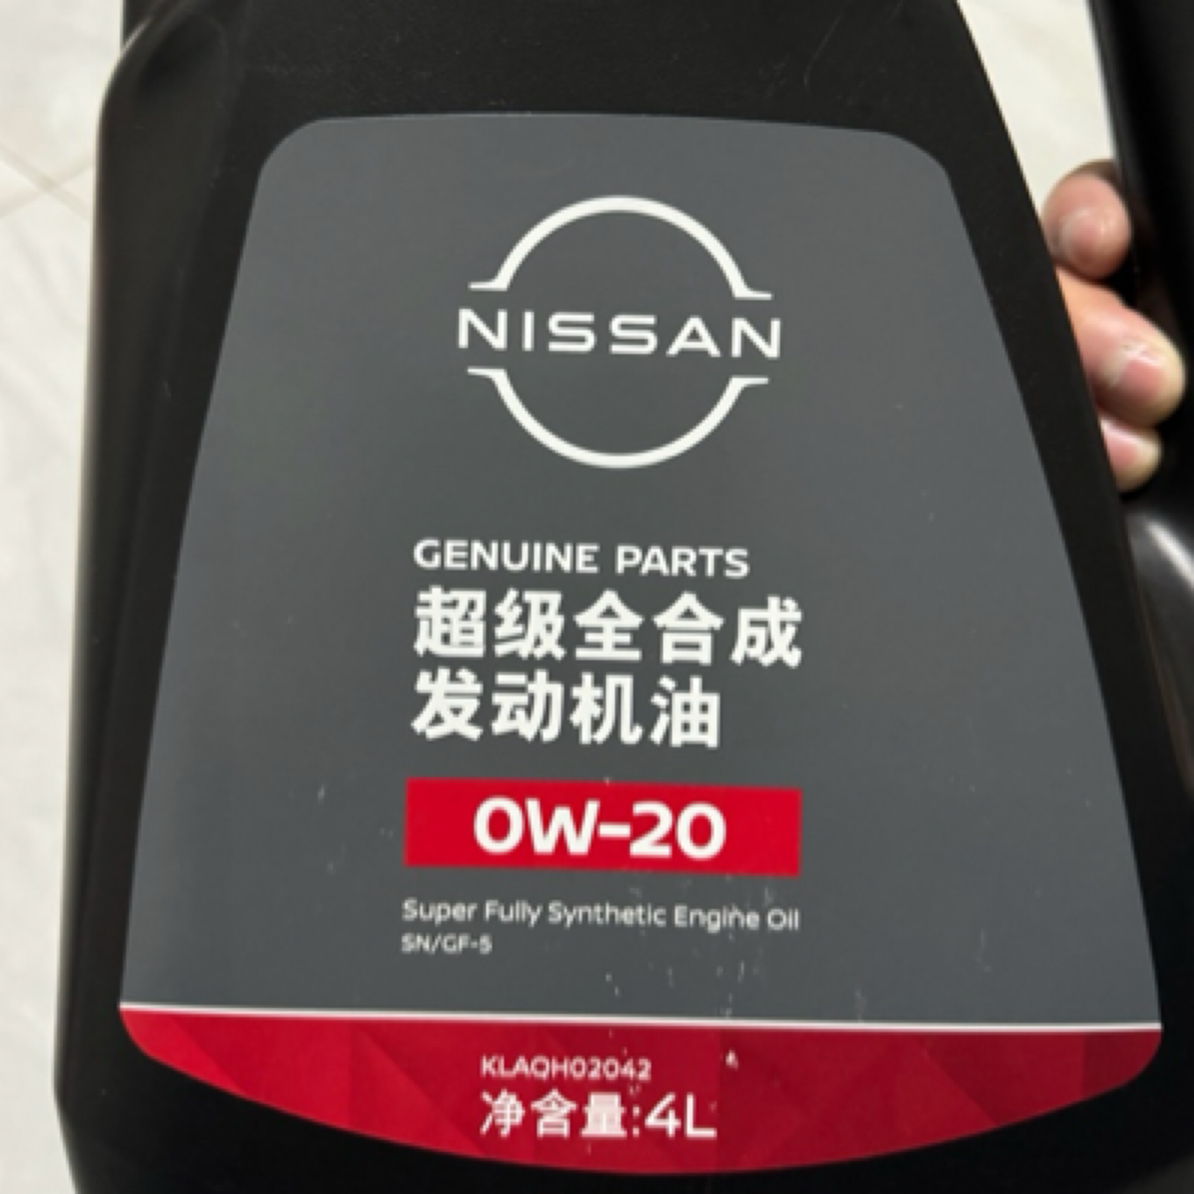 NISSAN
GENUINE PARTS
超级全合成
发动机油
0W-20
Super Fully Synthetic Engine Oil
SN/GF-5
KLAQH02042
净含量:4L